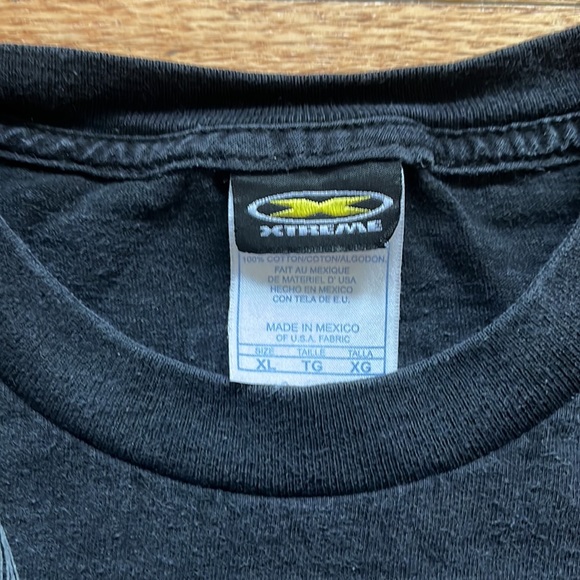 X
XTREME
100% COTTON/COTON/ALGODON.
FAIT AU MEXIQUE
DE MATERIEL D' USA
HECHO EN MEXICO
CON TELA DE E.U.
MADE IN MEXICO
OF U.S.A. FABRIC
SIZE TAILLE TALLA
XL TG XG